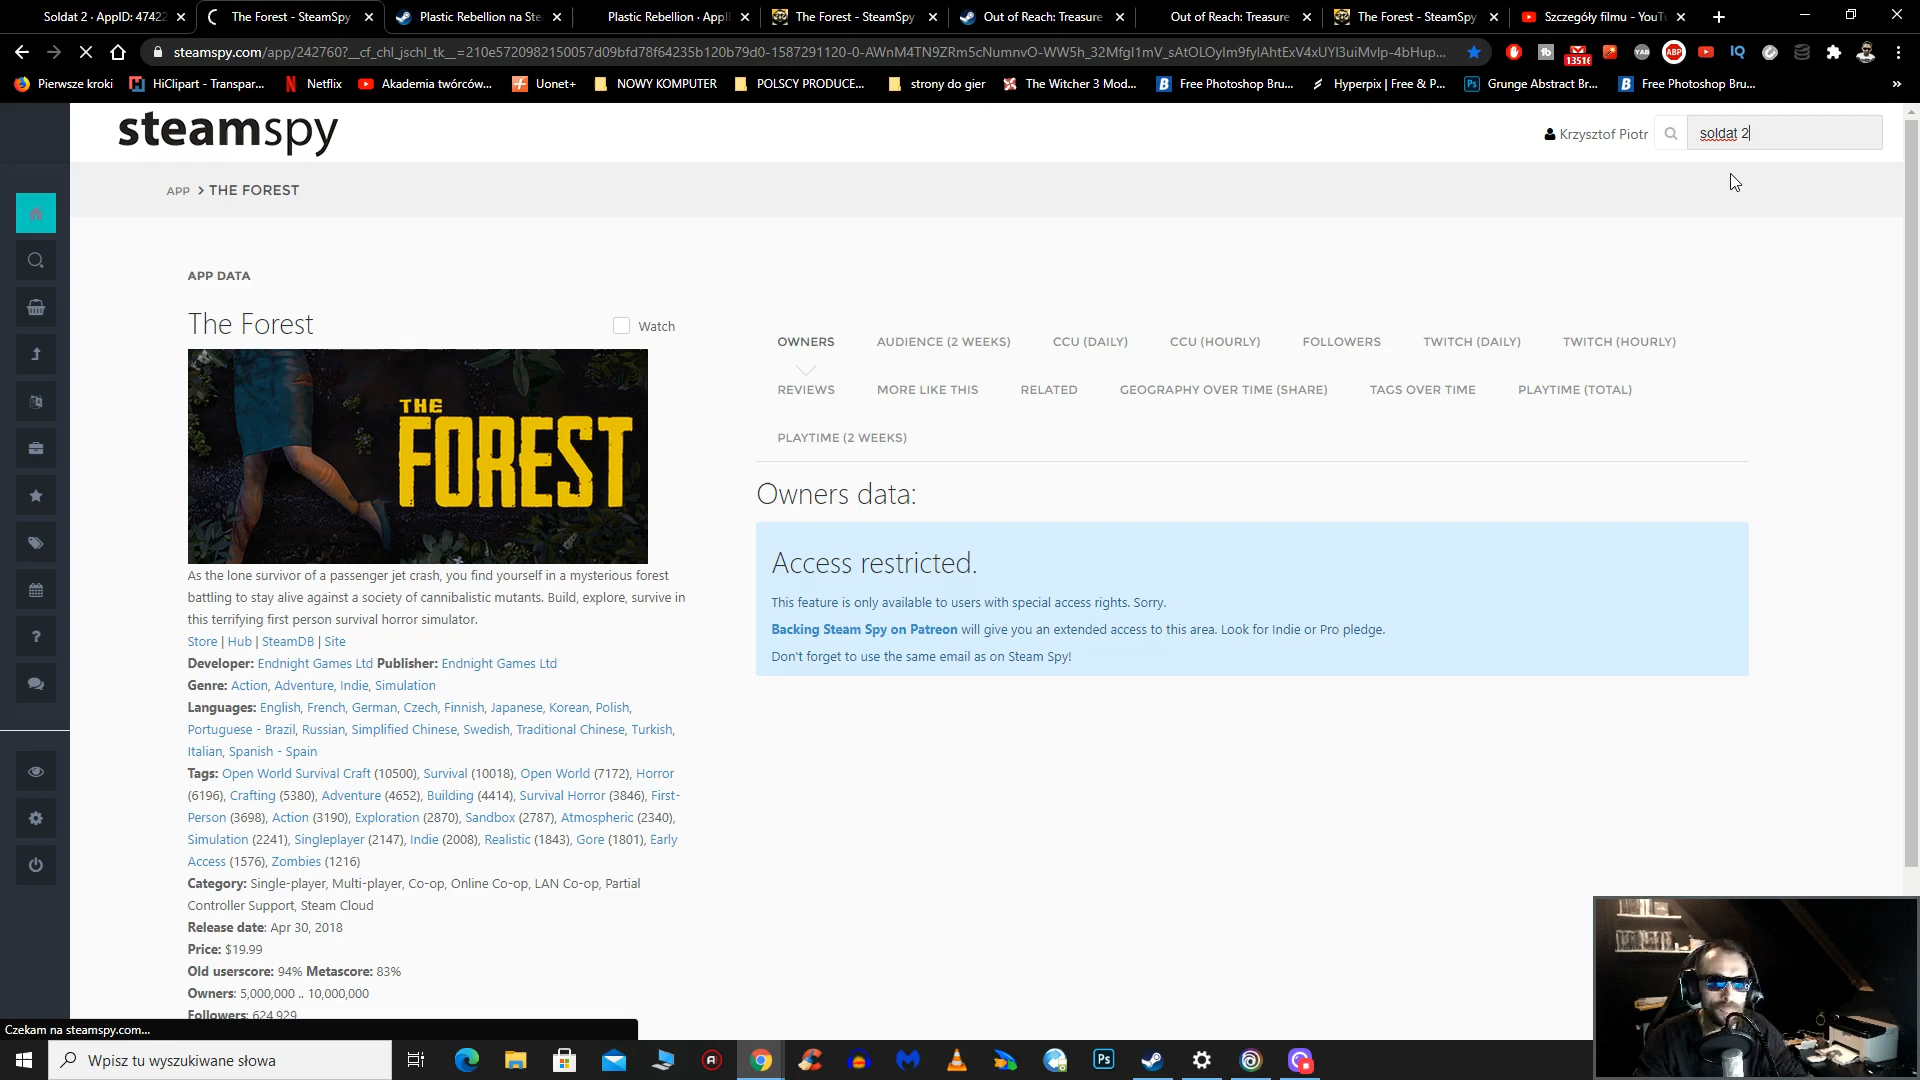 Soldat 2 · AppID: 47422
The Forest - SteamSpy
Plastic Rebellion na Ste
Plastic Rebellion · AppI
The Forest - SteamSpy
Out of Reach: Treasure
Out of Reach: Treasure
The Forest - SteamSpy
Szczegóły filmu - YouTu
steamspy.com/app/242760?__cf_chl_jschl_tk__=210e5720982150057d09bfd78f64235b120b79d0-1587291120-0-AWnM4TN9ZRm5cNumnvO-WW5h_32Mfgl1mV_sAtOLOylm9fylAhtExV4xUYl3uiMvlp-4bHup...
13516
YAB
ABP
IQ
Pierwsze kroki
HiClipart - Transpar...
Netflix
Akademia twórców...
Uonet+
NOWY KOMPUTER
POLSCY PRODUCE...
strony do gier
The Witcher 3 Mod...
Free Photoshop Bru...
Hyperpix | Free & P...
Grunge Abstract Br...
Free Photoshop Bru...
steamspy
Krzysztof Piotr
soldat 2
APP > THE FOREST
APP DATA
The Forest
Watch
THE FOREST
As the lone survivor of a passenger jet crash, you find yourself in a mysterious forest
battling to stay alive against a society of cannibalistic mutants. Build, explore, survive in
this terrifying first person survival horror simulator.
Store | Hub | SteamDB | Site
Developer: Endnight Games Ltd Publisher: Endnight Games Ltd
Genre: Action, Adventure, Indie, Simulation
Languages: English, French, German, Czech, Finnish, Japanese, Korean, Polish,
Portuguese - Brazil, Russian, Simplified Chinese, Swedish, Traditional Chinese, Turkish,
Italian, Spanish - Spain
Tags: Open World Survival Craft (10500), Survival (10018), Open World (7172), Horror
(6196), Crafting (5380), Adventure (4652), Building (4414), Survival Horror (3846), First-
Person (3698), Action (3190), Exploration (2870), Sandbox (2787), Atmospheric (2340),
Simulation (2241), Singleplayer (2147), Indie (2008), Realistic (1843), Gore (1801), Early
Access (1576), Zombies (1216)
Category: Single-player, Multi-player, Co-op, Online Co-op, LAN Co-op, Partial
Controller Support, Steam Cloud
Release date: Apr 30, 2018
Price: $19.99
Old userscore: 94% Metascore: 83%
Owners: 5,000,000 .. 10,000,000
Followers: 624,929
OWNERS
AUDIENCE (2 WEEKS)
CCU (DAILY)
CCU (HOURLY)
FOLLOWERS
TWITCH (DAILY)
TWITCH (HOURLY)
REVIEWS
MORE LIKE THIS
RELATED
GEOGRAPHY OVER TIME (SHARE)
TAGS OVER TIME
PLAYTIME (TOTAL)
PLAYTIME (2 WEEKS)
Owners data:
Access restricted.
This feature is only available to users with special access rights. Sorry.
Backing Steam Spy on Patreon will give you an extended access to this area. Look for Indie or Pro pledge.
Don't forget to use the same email as on Steam Spy!
Czekam na steamspy.com...
Wpisz tu wyszukiwane słowa
Ps